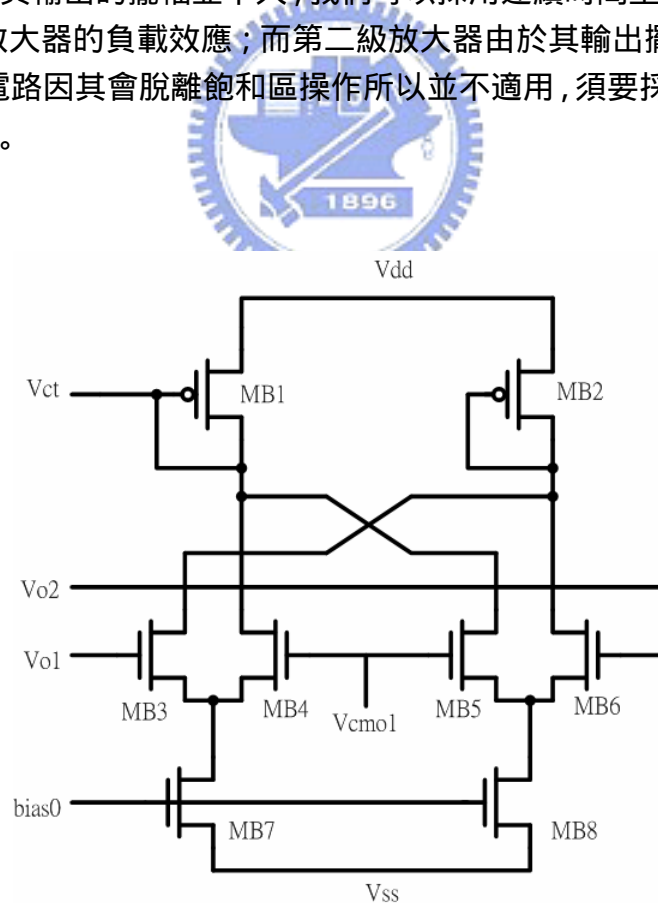 放大器的負載效應；而第二級放大器由於其輸出
電路因其會脫離飽和區操作所以並不適用，須要採
。
1896
Vdd
Vct
MB1
MB2
Vo2
Vo1
MB3
MB4
Vcmo1
MB5
MB6
bias0
MB7
MB8
Vss